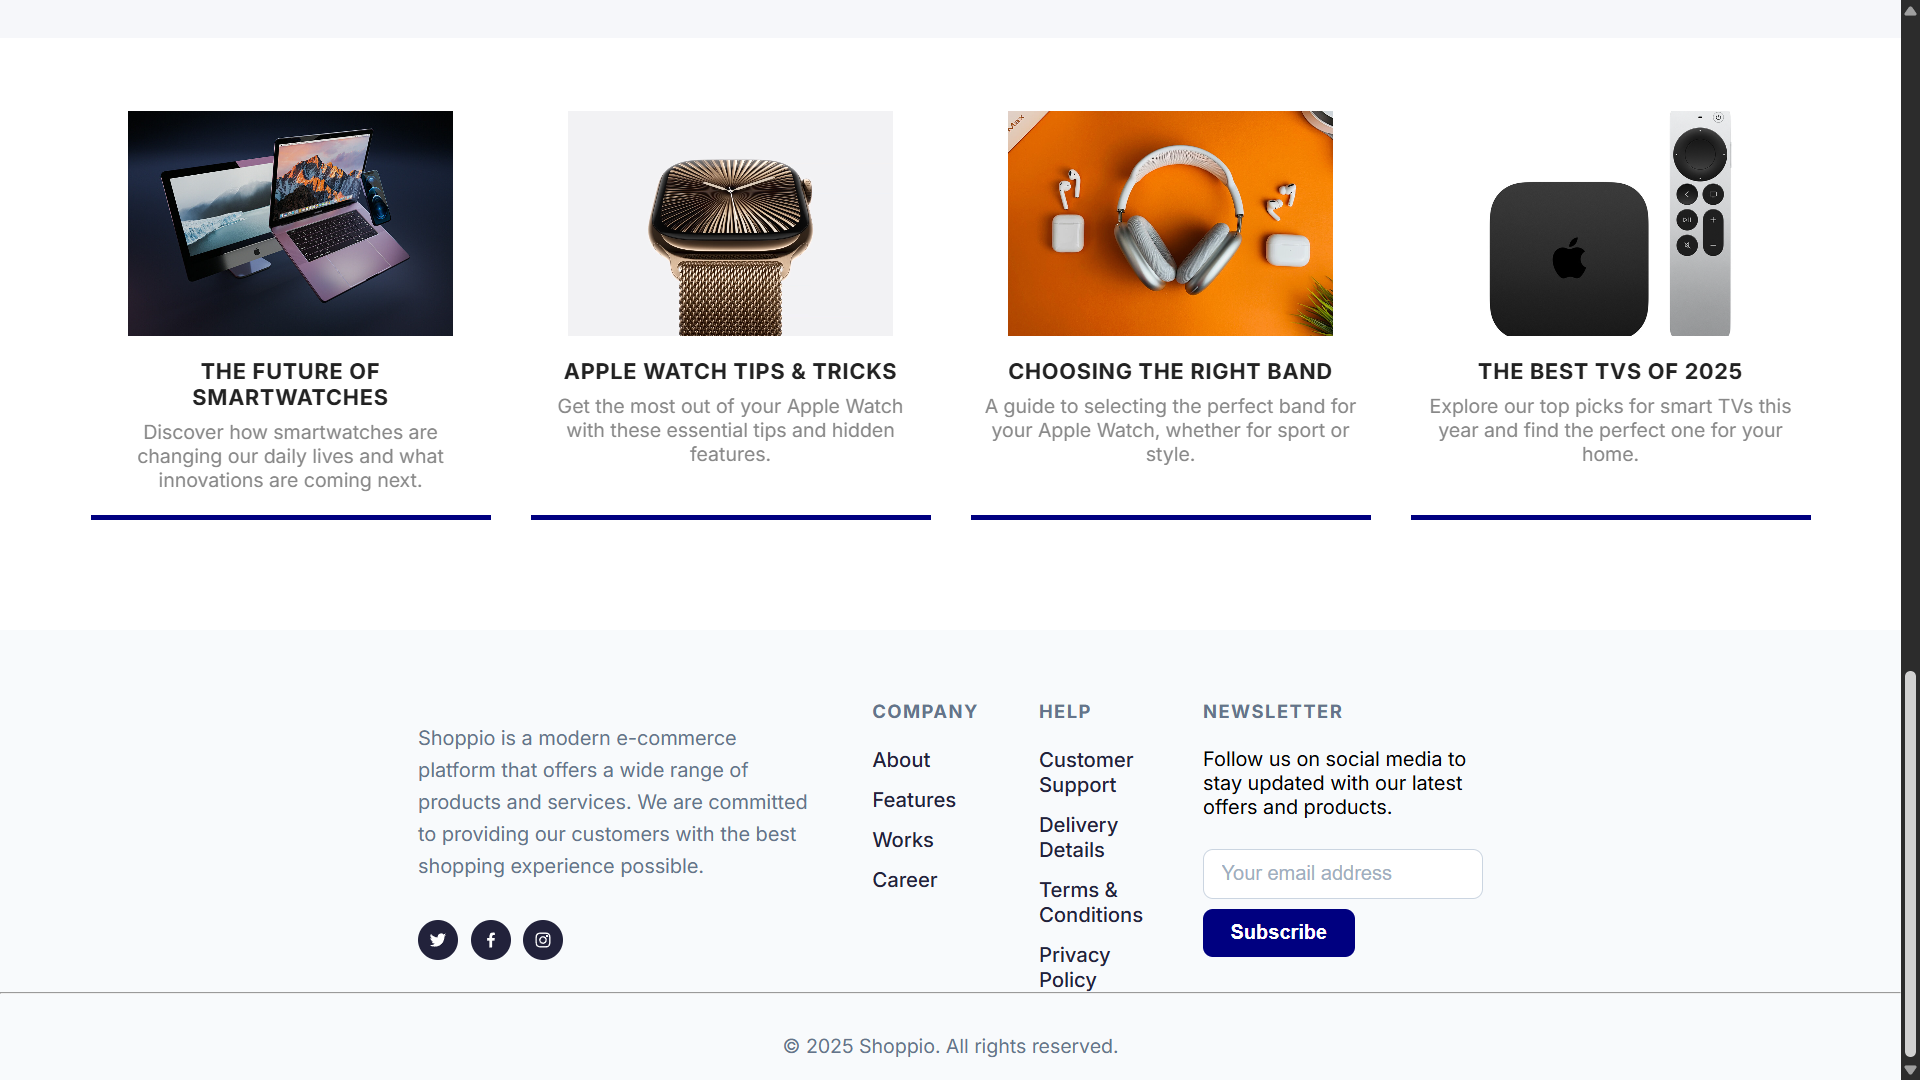 Max
THE FUTURE OF
SMARTWATCHES
Discover how smartwatches are
changing our daily lives and what
innovations are coming next.
APPLE WATCH TIPS & TRICKS
Get the most out of your Apple Watch
with these essential tips and hidden
features.
CHOOSING THE RIGHT BAND
A guide to selecting the perfect band for
your Apple Watch, whether for sport or
style.
THE BEST TVS OF 2025
Explore our top picks for smart TVs this
year and find the perfect one for your
home.
Shoppio is a modern e-commerce
platform that offers a wide range of
products and services. We are committed
to providing our customers with the best
shopping experience possible.
COMPANY
About
Features
Works
Career
HELP
Customer
Support
Delivery
Details
Terms &
Conditions
Privacy
Policy
NEWSLETTER
Follow us on social media to
stay updated with our latest
offers and products.
Your email address
Subscribe
© 2025 Shoppio. All rights reserved.